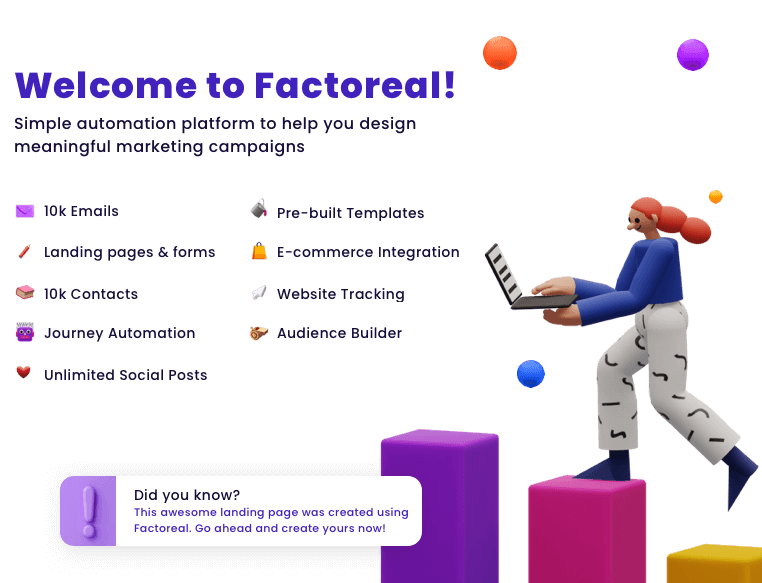 Welcome to Factoreal!
Simple automation platform to help you design
meaningful marketing campaigns
10k Emails
Landing pages & forms
10k Contacts
Journey Automation
Unlimited Social Posts
Pre-built Templates
E-commerce Integration
Website Tracking
Audience Builder
Did you know?
This awesome landing page was created using
Factoreal. Go ahead and create yours now!